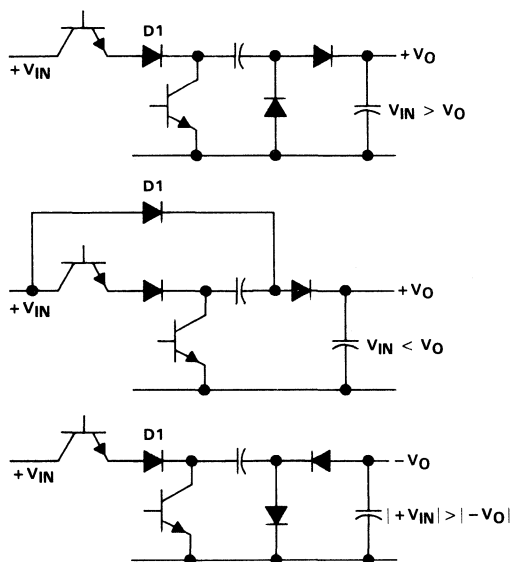 D1
+VIN
+VO
VIN > VO
D1
+VIN
+VO
VIN < VO
D1
+VIN
−VO
|+VIN| > |−VO|